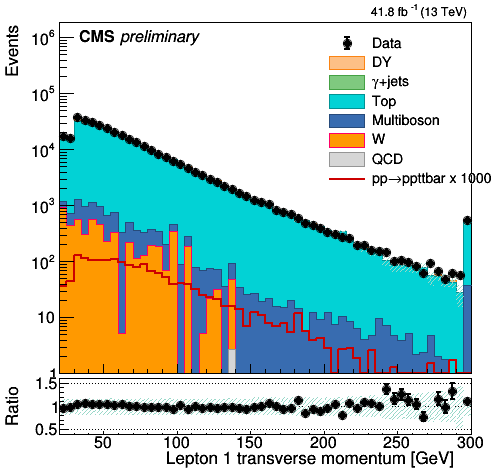 41.8 fb⁻¹ (13 TeV)
CMS preliminary
Events
10⁶
10⁵
10⁴
10³
10²
10
1
Data
DY
γ+jets
Top
Multiboson
W
QCD
pp→ppttbar x 1000
Ratio
1.5
1
0.5
50 100 150 200 250 300
Lepton 1 transverse momentum [GeV]